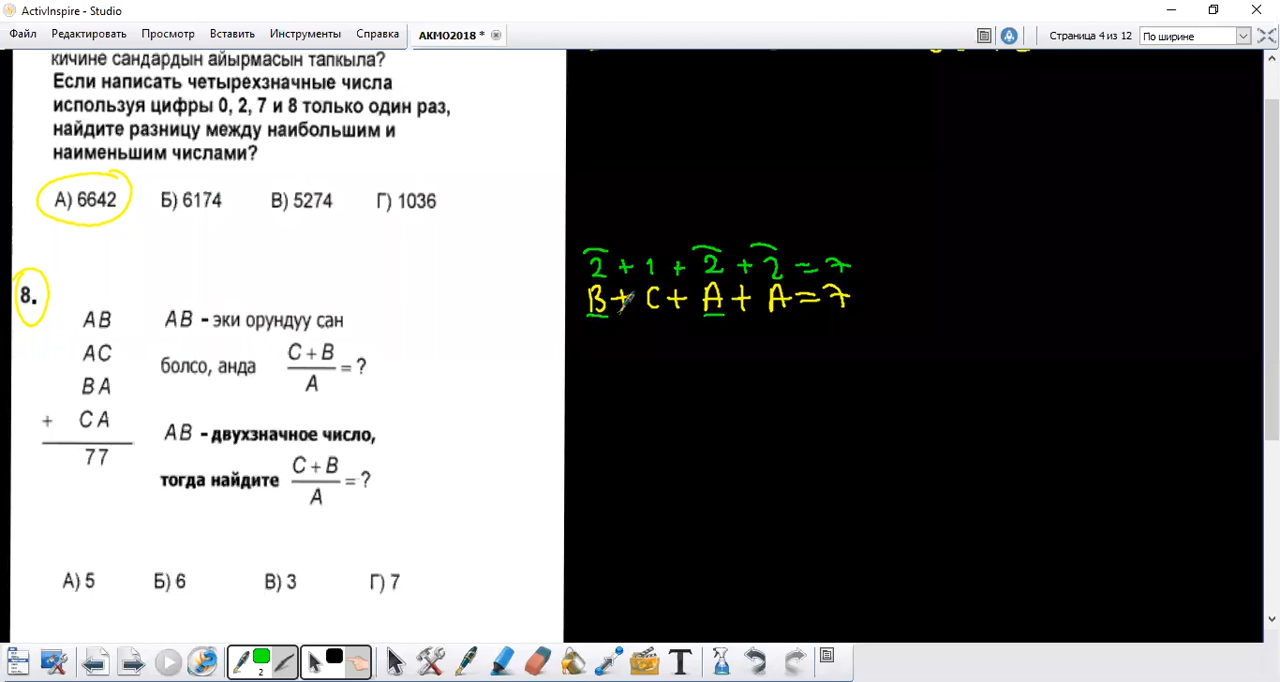 ActivInspire - Studio
Файл Редактировать Просмотр Вставить Инструменты Справка AKMO2018 * Страница 4 из 12 По ширине
кичине сандардын айырмасын тапкыла?
Если написать четырехзначные числа
используя цифры 0, 2, 7 и 8 только один раз,
найдите разницу между наибольшим и
наименьшим числами?
А) 6642 Б) 6174 В) 5274 Г) 1036
2 + 1 + 2 + 2 = 7
B + C + A + A = 7
8.
AB
AC
BA
+ CA
77
AB - эки орундуу сан
болсо, анда C + B / A = ?
AB - двухзначное число,
тогда найдите C + B / A = ?
А) 5 Б) 6 В) 3 Г) 7
2